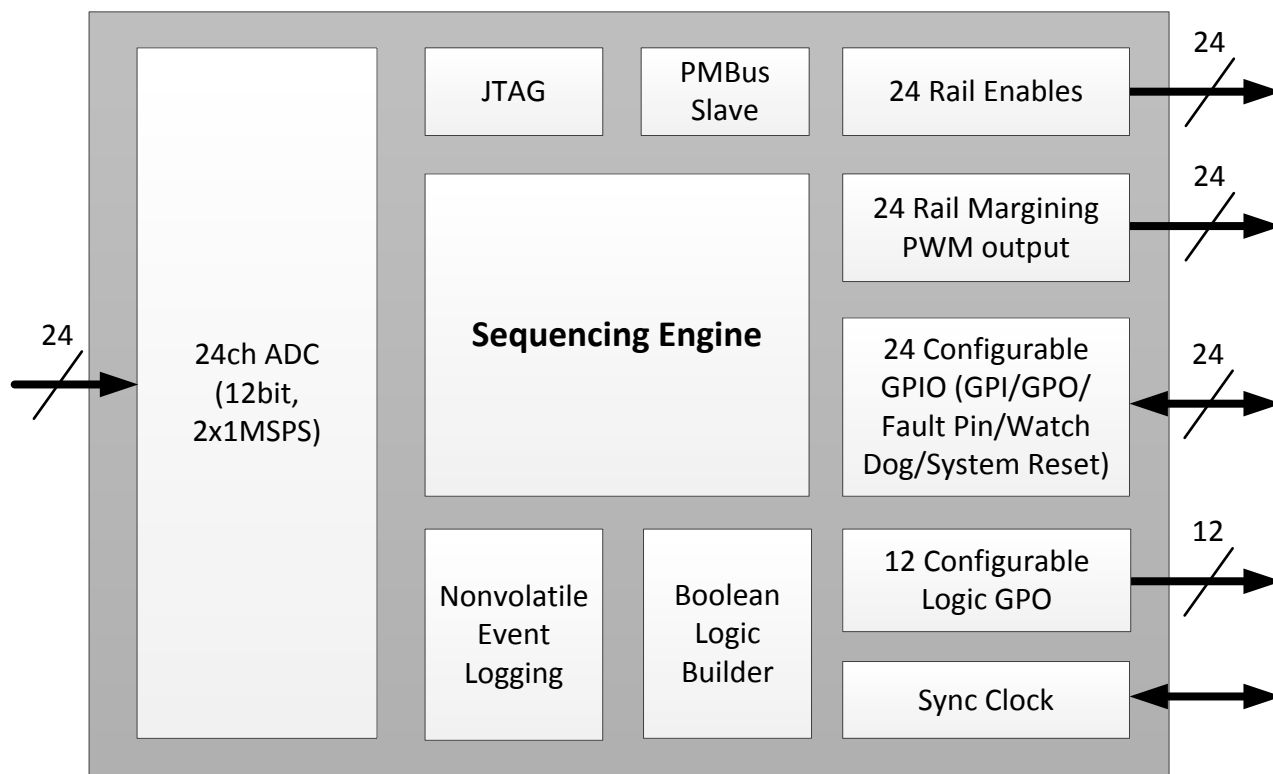 24
24ch ADC
(12bit,
2x1MSPS)
JTAG
PMBus
Slave
24 Rail Enables
24
Sequencing Engine
24 Rail Margining
PWM output
24
24 Configurable
GPIO (GPI/GPO/
Fault Pin/Watch
Dog/System Reset)
24
Nonvolatile
Event
Logging
Boolean
Logic
Builder
12 Configurable
Logic GPO
12
Sync Clock